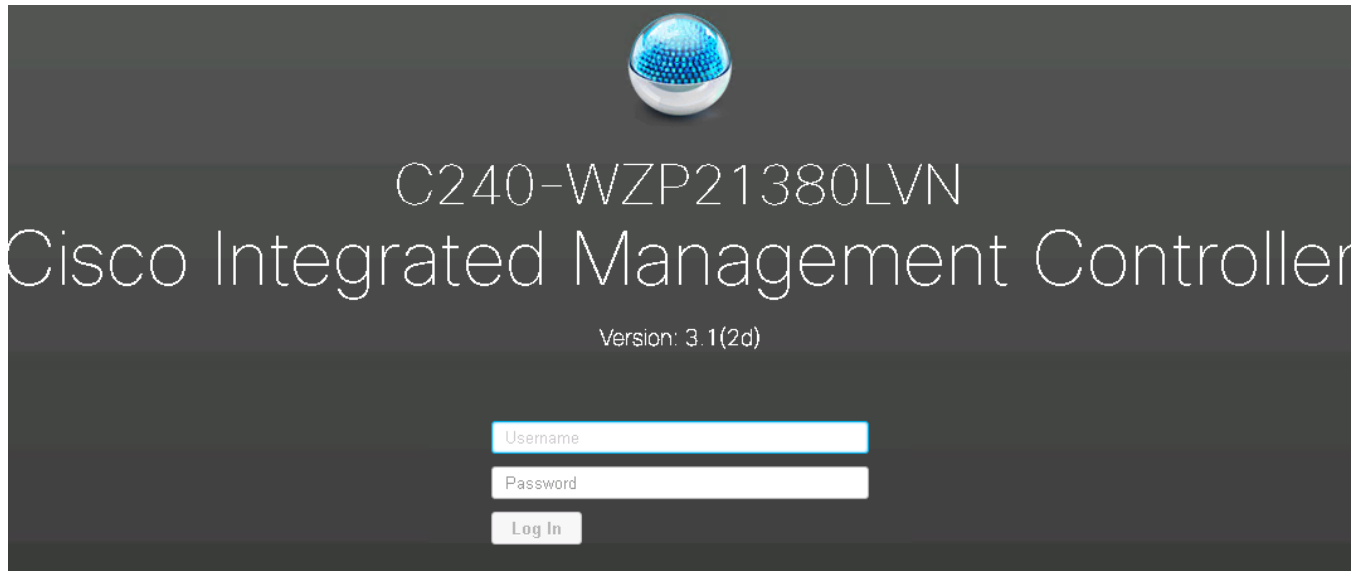 C240-WZP21380LVN
Cisco Integrated Management Controller
Version: 3.1(2d)
Username
Password
Log In